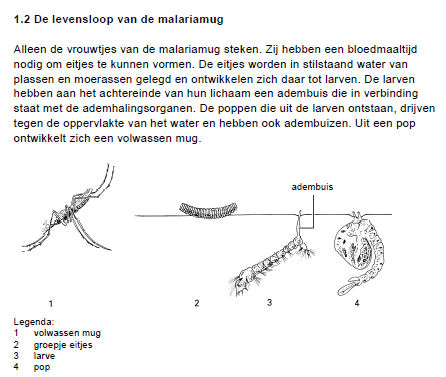 1.2 De levensloop van de malariamug
Alleen de vrouwtjes van de malariamug steken. Zij hebben een bloedmaaltijd
nodig om eitjes te kunnen vormen. De eitjes worden in stilstaand water van
plassen en moerassen gelegd en ontwikkelen zich daar tot larven. De larven
hebben aan het achtereinde van hun lichaam een adembuis die in verbinding
staat met de ademhalingsorganen. De poppen die uit de larven ontstaan, drijven
tegen de oppervlakte van het water en hebben ook adembuizen. Uit een pop
ontwikkelt zich een volwassen mug.
adembuis
1 2 3 4
Legenda:
1 volwassen mug
2 groepje eitjes
3 larve
4 pop